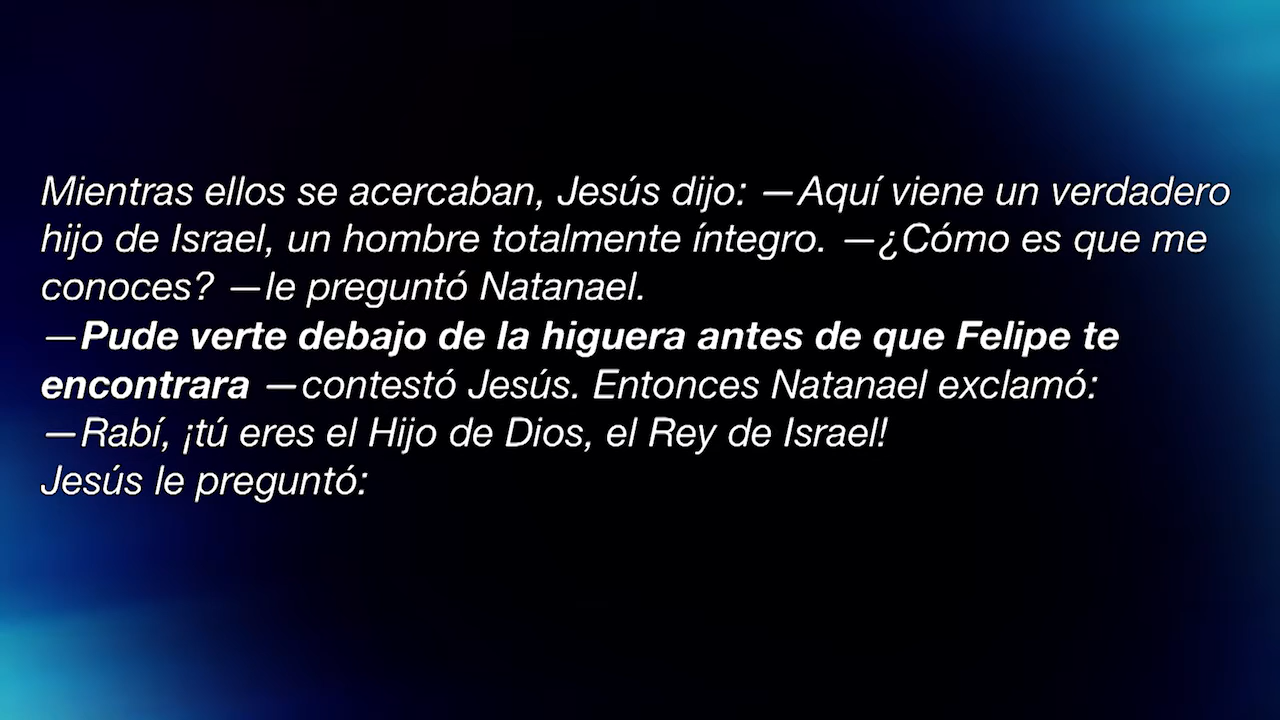 Mientras ellos se acercaban, Jesús dijo: —Aquí viene un verdadero
hijo de Israel, un hombre totalmente íntegro. —¿Cómo es que me
conoces? —le preguntó Natanael.
—Pude verte debajo de la higuera antes de que Felipe te
encontrara —contestó Jesús. Entonces Natanael exclamó:
—Rabí, ¡tú eres el Hijo de Dios, el Rey de Israel!
Jesús le preguntó: